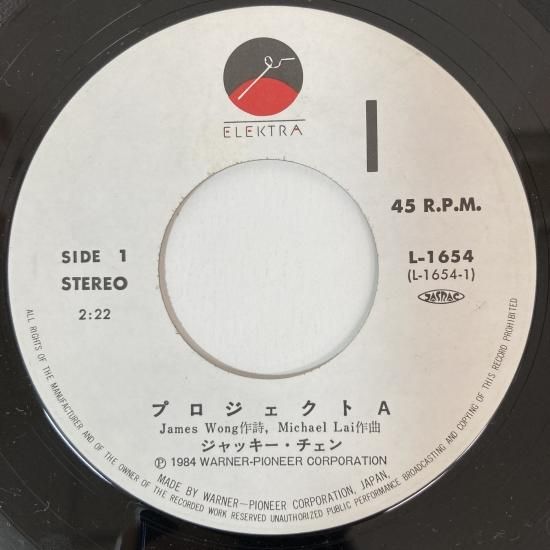 ELEKTRA
45 R.P.M.
SIDE 1
STEREO
2:22
L-1654
(L-1654-1)
JASRAC
プロジェクトA
James Wong作詩, Michael Lai作曲
ジャッキー・チェン
Ⓟ 1984 WARNER-PIONEER CORPORATION
MADE BY WARNER-PIONEER CORPORATION, JAPAN,
ALL RIGHTS OF THE MANUFACTURER AND OF THE OWNER OF THE RECORDED WORK RESERVED UNAUTHORIZED PUBLIC PERFORMANCE BROADCASTING AND COPYING OF THIS RECORD PROHIBITED